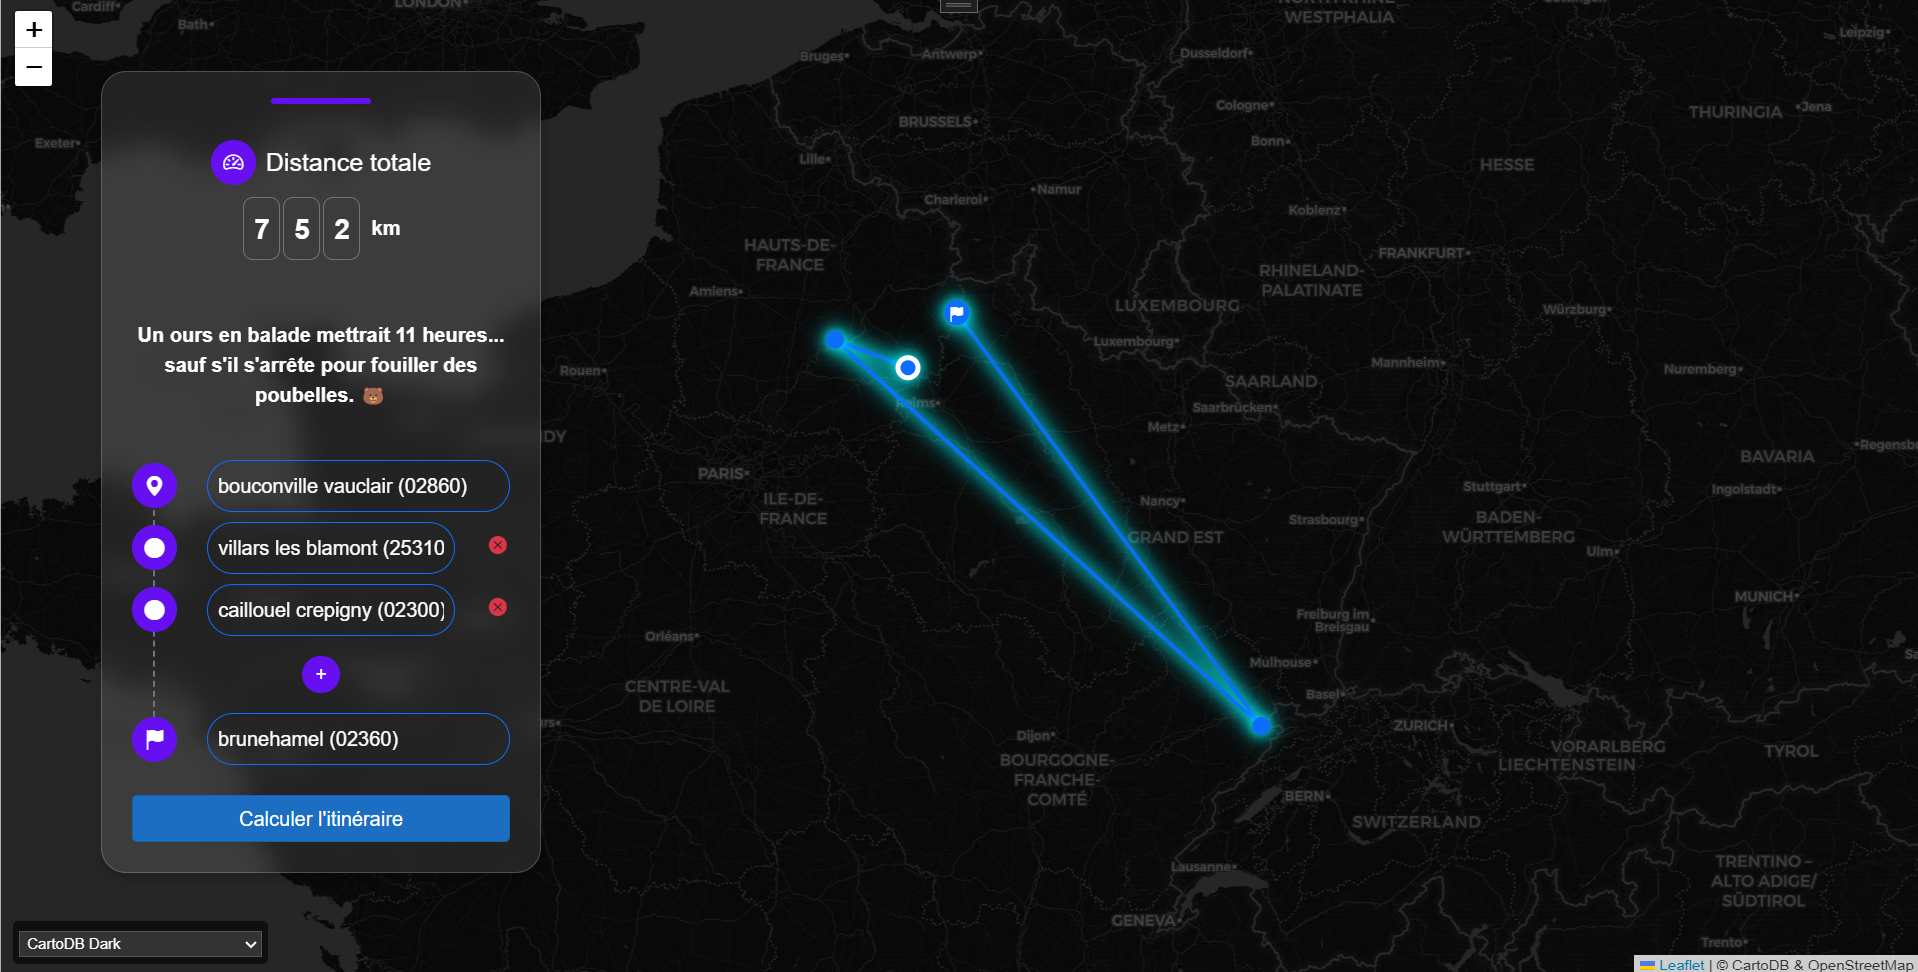 +
−
Distance totale
7 5 2 km
Un ours en balade mettrait 11 heures...
sauf s'il s'arrête pour fouiller des
poubelles. 🐻
bouconville vauclair (02860)
villars les blamont (25310
caillouel crepigny (02300)
+
brunehamel (02360)
Calculer l'itinéraire
CartoDB Dark
Cardiff
LONDON
Bath
Exeter
NORTH RHINE-
WESTPHALIA
Leipzig
Bruges
Antwerp
Dusseldorf
Cologne
THURINGIA
Jena
BRUSSELS
Bonn
Lille
HESSE
Namur
Charleroi
Koblenz
HAUTS-DE-
FRANCE
FRANKFURT
RHINELAND-
PALATINATE
Amiens
LUXEMBOURG
Würzburg
Luxembourg
Rouen
Mannheim
Nuremberg
SAARLAND
Reims
Saarbrücken
Metz
DY
Regensbu
PARIS
BAVARIA
ILE-DE-
FRANCE
Nancy
Stuttgart
Ingolstadt
Strasbourg
BADEN-
WÜRTTEMBERG
GRAND EST
Ulm
MUNICH
Freiburg im
Breisgau
Orléans
Mulhouse
Sa
CENTRE-VAL
DE LOIRE
Basel
urs
Dijon
ZURICH
BOURGOGNE-
FRANCHE-
COMTÉ
VORARLBERG
LIECHTENSTEIN
TYROL
BERN
SWITZERLAND
Lausanne
TRENTINO –
ALTO ADIGE/
SÜDTIROL
GENEVA
Trento
Leaflet | © CartoDB & OpenStreetMap